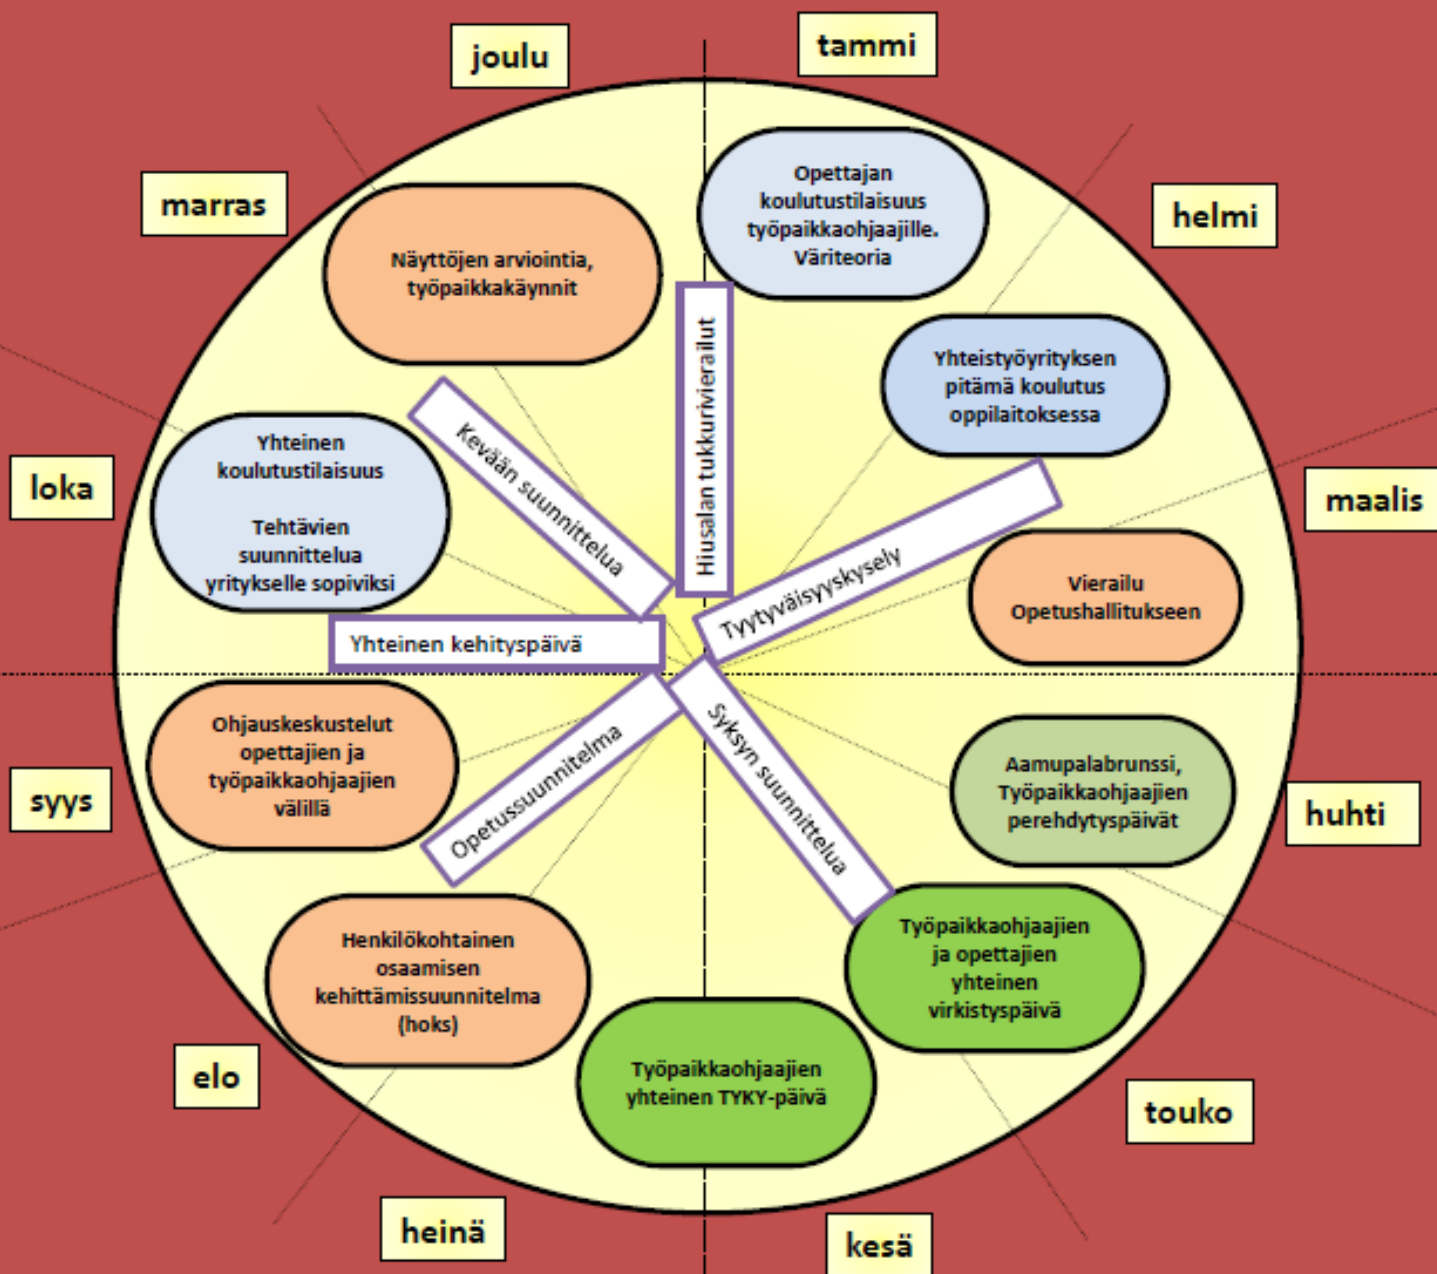 joulu
tammi
marras
helmi
loka
maalis
syys
huhti
elo
touko
heinä
kesä
Opettajan
koulutustilaisuus
työpaikkaohjaajille.
Väriteoria
Näyttöjen arviointia,
työpaikkakäynnit
Yhteistyöyrityksen
pitämä koulutus
oppilaitoksessa
Yhteinen
koulutustilaisuus
Tehtävien
suunnittelua
yritykselle sopiviksi
Vierailu
Opetushallitukseen
Ohjauskeskustelut
opettajien ja
työpaikkaohjaajien
välillä
Aamupalabrunssi,
Työpaikkaohjaajien
perehdytyspäivät
Henkilökohtainen
osaamisen
kehittämissuunnitelma
(hoks)
Työpaikkaohjaajien
ja opettajien
yhteinen
virkistyspäivä
Työpaikkaohjaajien
yhteinen TYKY-päivä
Hiusalan tukkurivierailut
Kevään suunnittelua
Tyytyväisyyskysely
Yhteinen kehityspäivä
Opetussuunnitelma
Syksyn suunnittelua